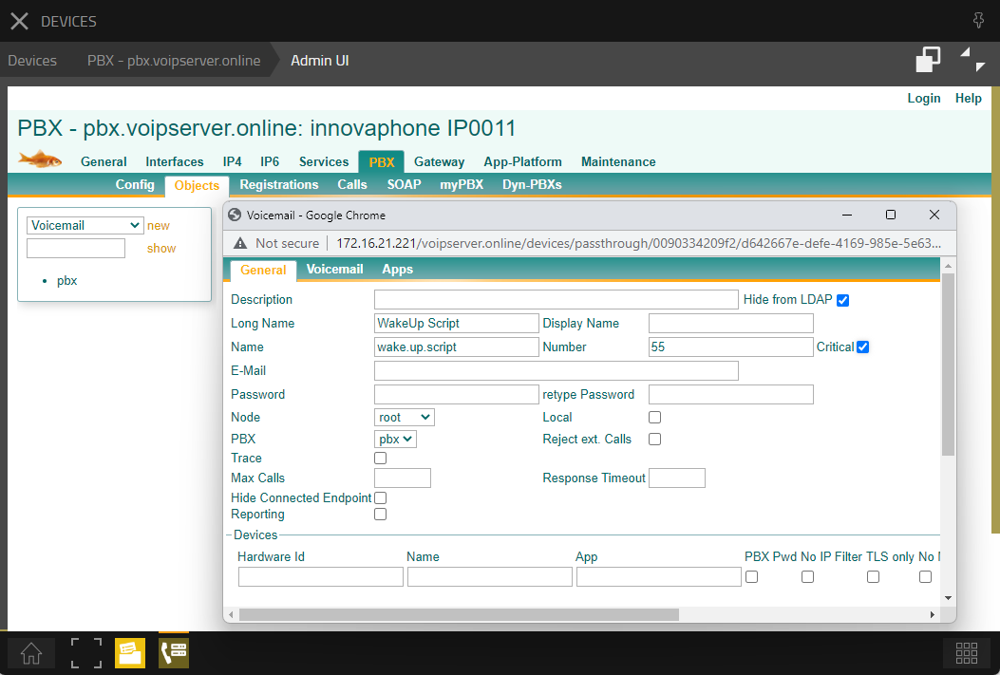 DEVICES
Devices PBX - pbx.voipserver.online Admin UI
Login Help
PBX - pbx.voipserver.online: innovaphone IP0011
General Interfaces IP4 IP6 Services PBX Gateway App-Platform Maintenance
Config Objects Registrations Calls SOAP myPBX Dyn-PBXs
Voicemail new
show
• pbx
Voicemail - Google Chrome
Not secure 172.16.21.221/voipserver.online/devices/passthrough/0090334209f2/d642667e-defe-4169-985e-5e63...
General Voicemail Apps
Description Hide from LDAP
Long Name WakeUp Script Display Name
Name wake.up.script Number 55 Critical
E-Mail
Password retype Password
Node root Local
PBX pbx Reject ext. Calls
Trace
Max Calls Response Timeout
Hide Connected Endpoint
Reporting
Devices
Hardware Id Name App PBX Pwd No IP Filter TLS only No